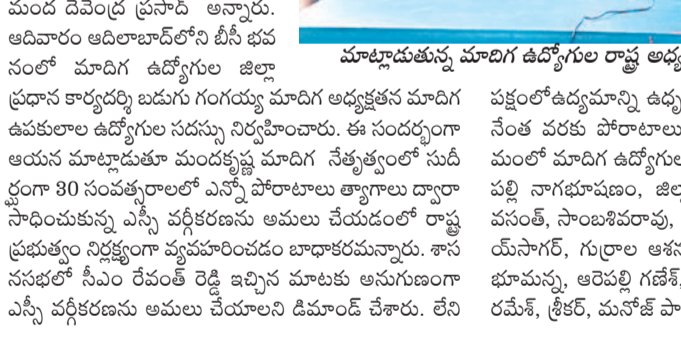 మంద దేవేంద్ర ప్రసాద్ అన్నారు.
ఆదివారం ఆదిలాబాద్‌లోని బీసీ భవ
నంలో మాదిగ ఉద్యోగుల జిల్లా
ప్రధాన కార్యదర్శి బడుగు గంగయ్య మాదిగ అధ్యక్షతన మాదిగ
ఉపకులాల ఉద్యోగుల సదస్సు నిర్వహించారు. ఈ సందర్భంగా
ఆయన మాట్లాడుతూ మందకృష్ణ మాదిగ నేతృత్వంలో సుదీ
ర్ఘంగా 30 సంవత్సరాలలో ఎన్నో పోరాటాలు త్యాగాలు ద్వారా
సాధించుకున్న ఎస్సీ వర్గీకరణను అమలు చేయడంలో రాష్ట్ర
ప్రభుత్వం నిర్లక్ష్యంగా వ్యవహరించడం బాధాకరమన్నారు. శాస
నసభలో సీఎం రేవంత్ రెడ్డి ఇచ్చిన మాటకు అనుగుణంగా
ఎస్సీ వర్గీకరణను అమలు చేయాలని డిమాండ్ చేశారు. లేని
మాట్లాడుతున్న మాదిగ ఉద్యోగుల రాష్ట్ర అధ్య
పక్షంలోఉద్యమాన్ని ఉధృ
నేంత వరకు పోరాటాలు
మంలో మాదిగ ఉద్యోగుల
పల్లి నాగభూషణం, జిల్ల
వసంత్, సాంబశివరావు,
య్‌సాగర్, గుర్రాల ఆశన
భూమన్న, ఆరెపల్లి గణేశ్,
రమేశ్, శ్రీకర్, మనోజ్ పా